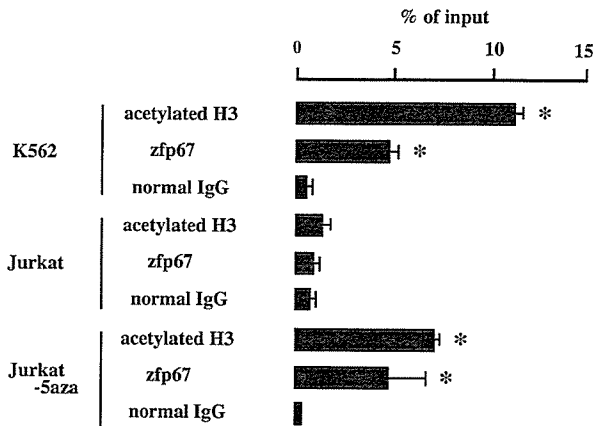 % of input
0 5 10 15
K562
acetylated H3 *
zfp67 *
normal IgG
Jurkat
acetylated H3
zfp67
normal IgG
Jurkat
-5aza
acetylated H3 *
zfp67 *
normal IgG